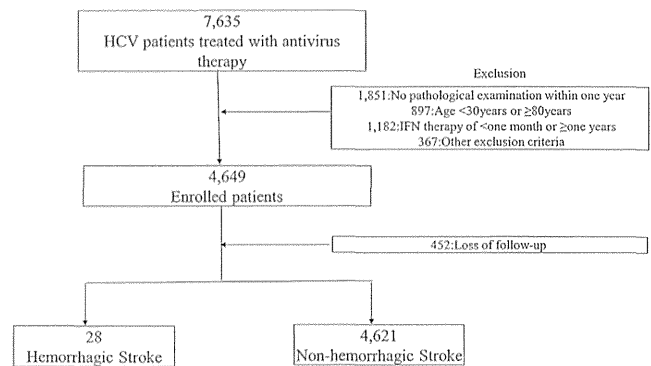 7,635
HCV patients treated with antivirus
therapy
Exclusion
1,851:No pathological examination within one year
897:Age <30years or ≥80years
1,182:IFN therapy of <one month or ≥one years
367:Other exclusion criteria
4,649
Enrolled patients
452:Loss of follow-up
28
Hemorrhagic Stroke
4,621
Non-hemorrhagic Stroke